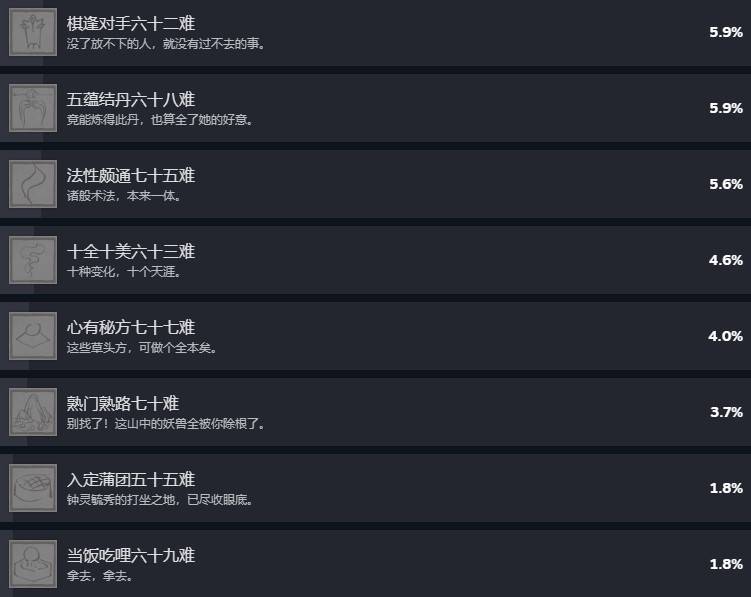 棋逢对手六十二难
没了放不下的人，就没有过不去的事。
5.9%
五蕴结丹六十八难
竟能炼得此丹，也算全了她的好意。
5.9%
法性颇通七十五难
诸般术法，本来一体。
5.6%
十全十美六十三难
十种变化，十个天涯。
4.6%
心有秘方七十七难
这些草头方，可做个全本矣。
4.0%
熟门熟路七十难
别找了！这山中的妖兽全被你除根了。
3.7%
入定蒲团五十五难
钟灵毓秀的打坐之地，已尽收眼底。
1.8%
当饭吃哩六十九难
拿去，拿去。
1.8%